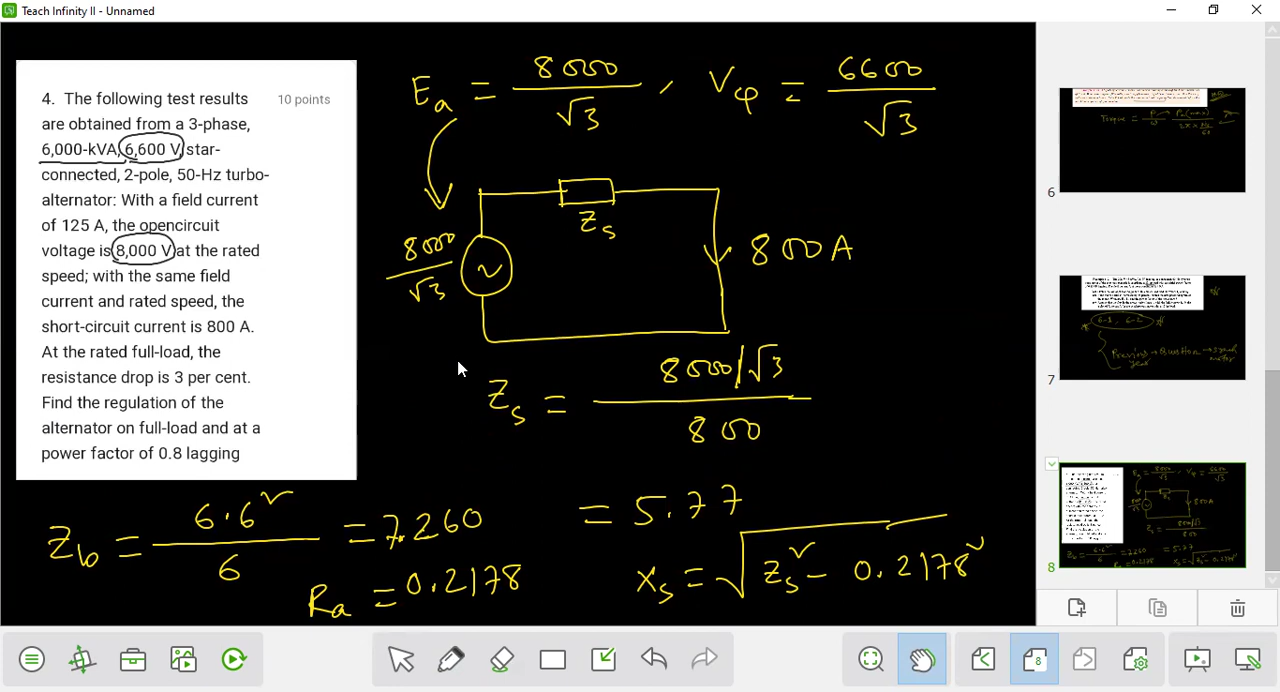 Teach Infinity II - Unnamed
4. The following test results 10 points
are obtained from a 3-phase,
6,000-kVA, 6,600 V, star-
connected, 2-pole, 50-Hz turbo-
alternator: With a field current
of 125 A, the opencircuit
voltage is 8,000 V at the rated
speed; with the same field
current and rated speed, the
short-circuit current is 800 A.
At the rated full-load, the
resistance drop is 3 per cent.
Find the regulation of the
alternator on full-load and at a
power factor of 0.8 lagging
Ea = 8000/√3 , Vφ = 6600/√3
Zs
8000/√3
~
800A
Zs = (8000/√3)/800
= 5.77
Zb = 6.6²/6 = 7.260
Ra = 0.2178
Xs = √(Zs² - 0.2178²)
6
7
8
8